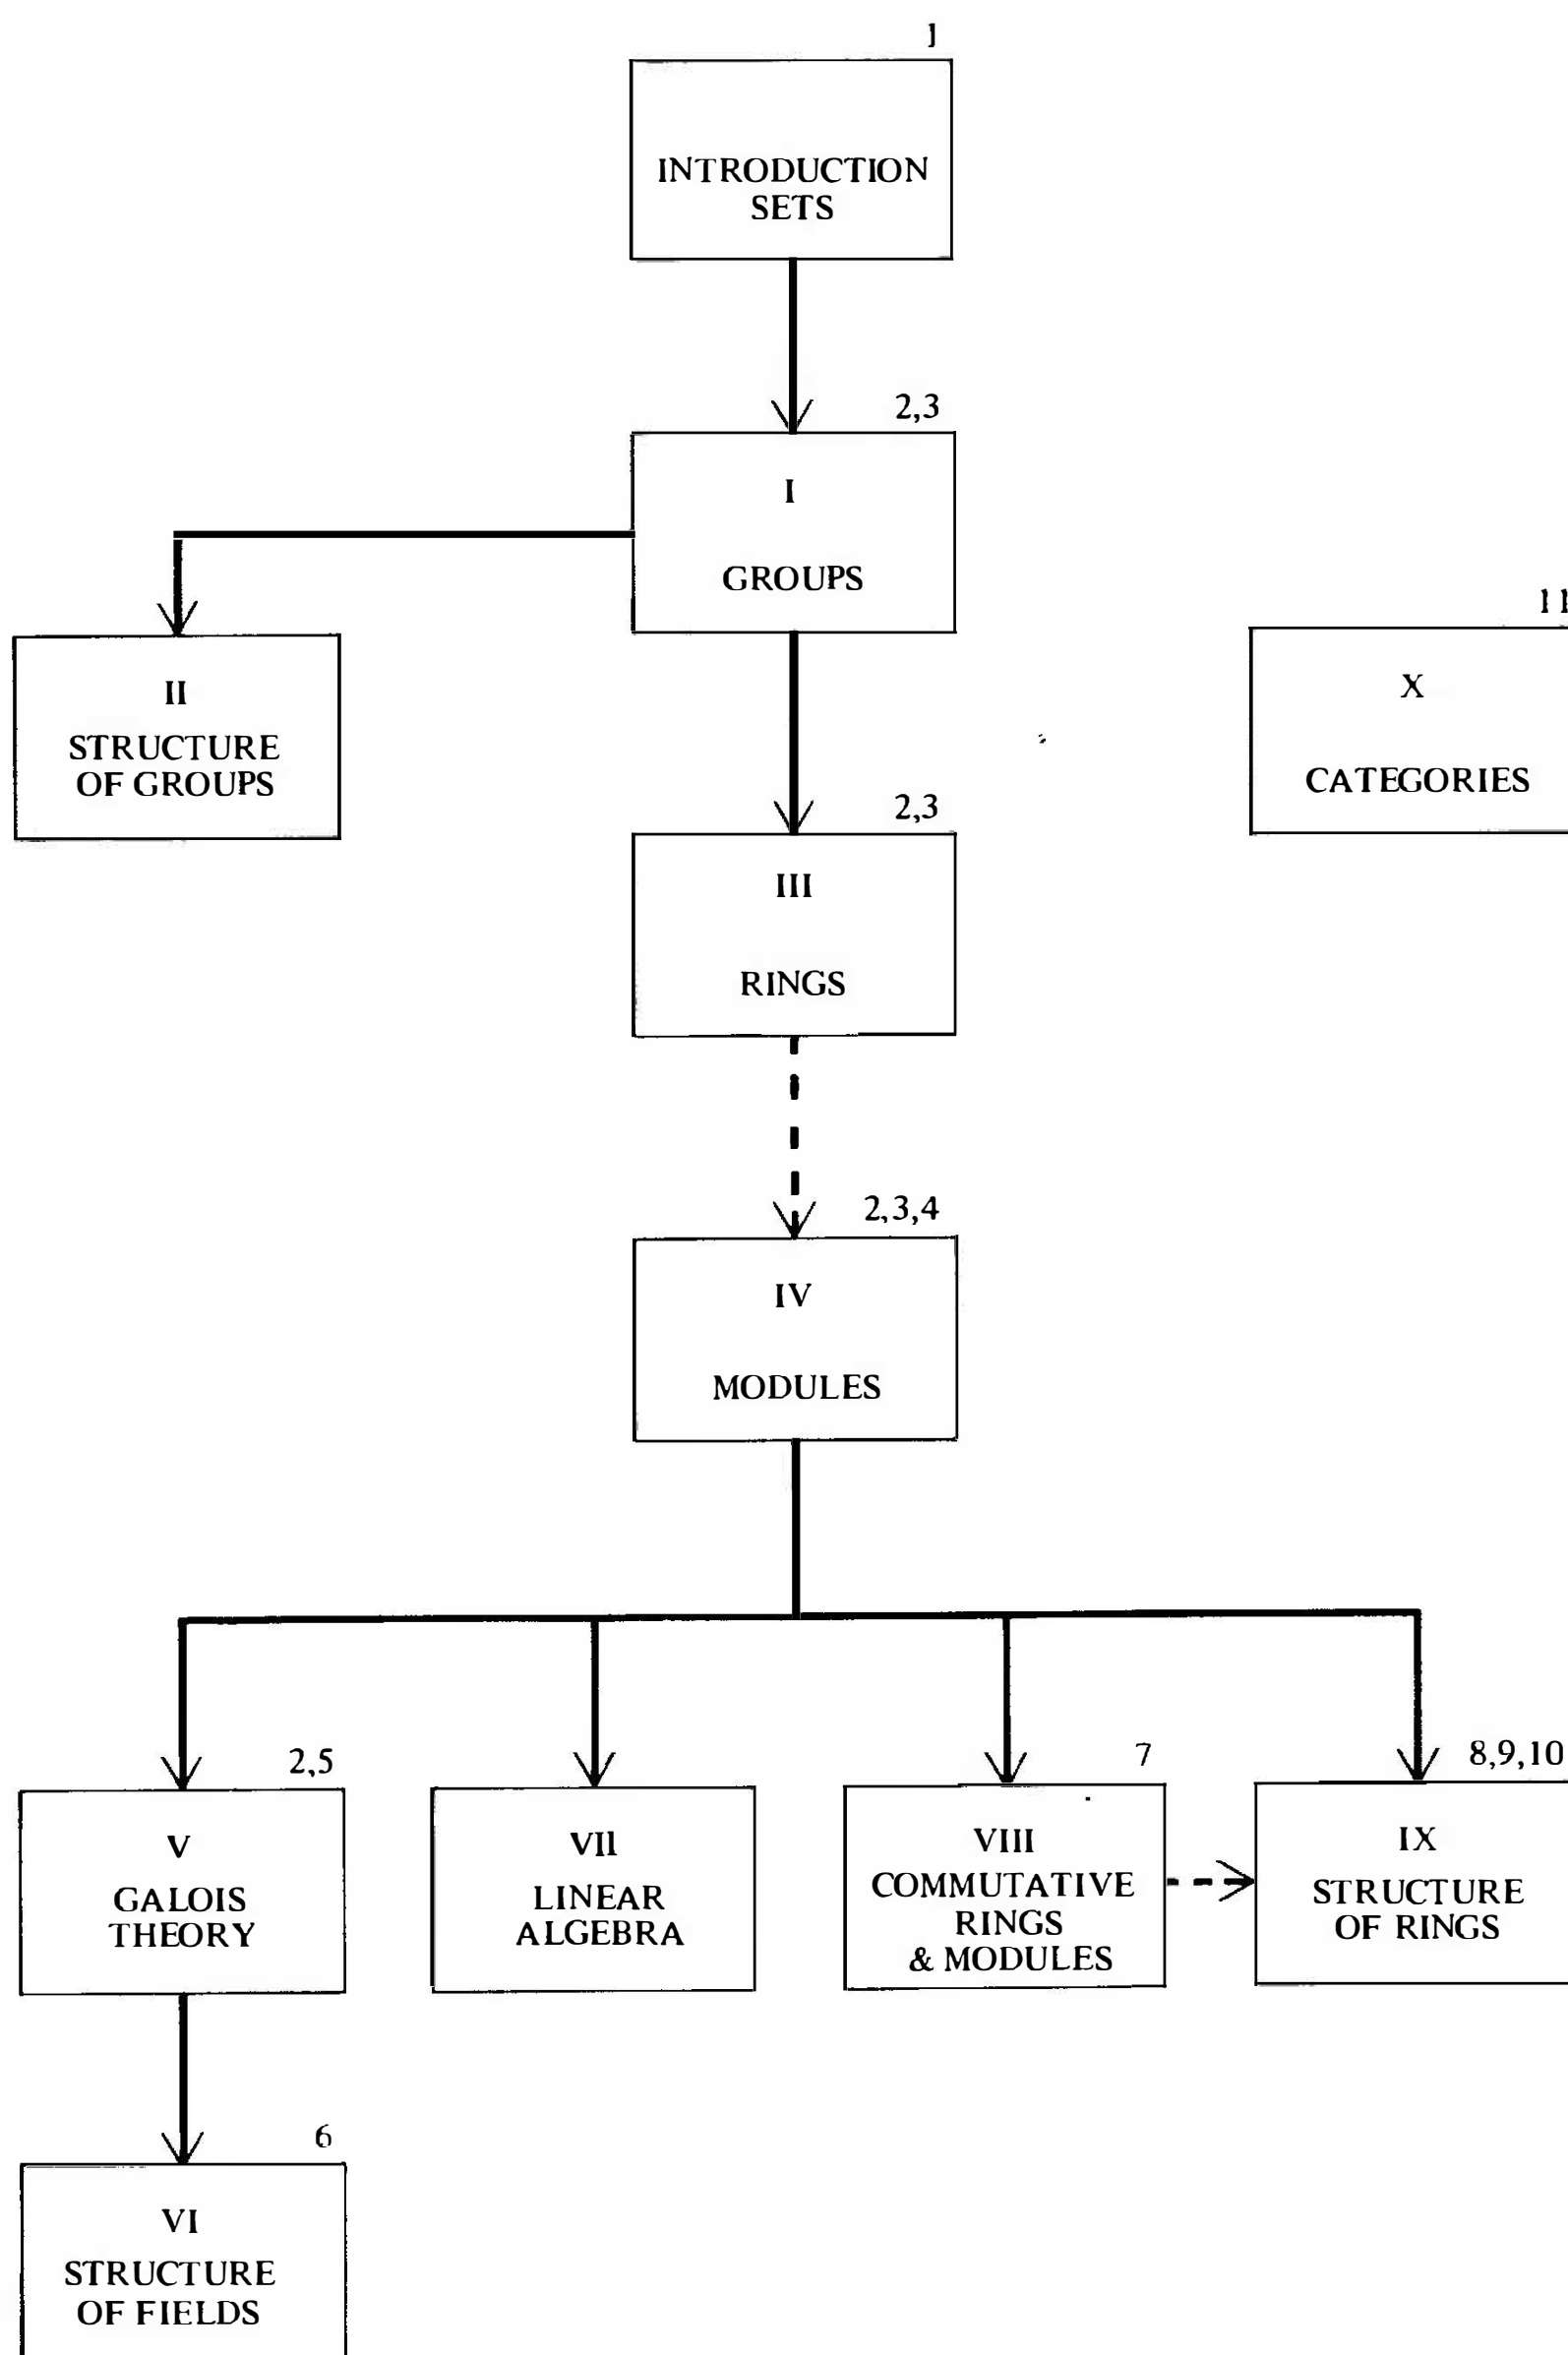 1
INTRODUCTION
SETS
2,3
I
GROUPS
11
II
STRUCTURE
OF GROUPS
X
CATEGORIES
2,3
III
RINGS
2,3,4
IV
MODULES
2,5
V
GALOIS
THEORY
VII
LINEAR
ALGEBRA
7
VIII
COMMUTATIVE
RINGS
& MODULES
8,9,10
IX
STRUCTURE
OF RINGS
6
VI
STRUCTURE
OF FIELDS